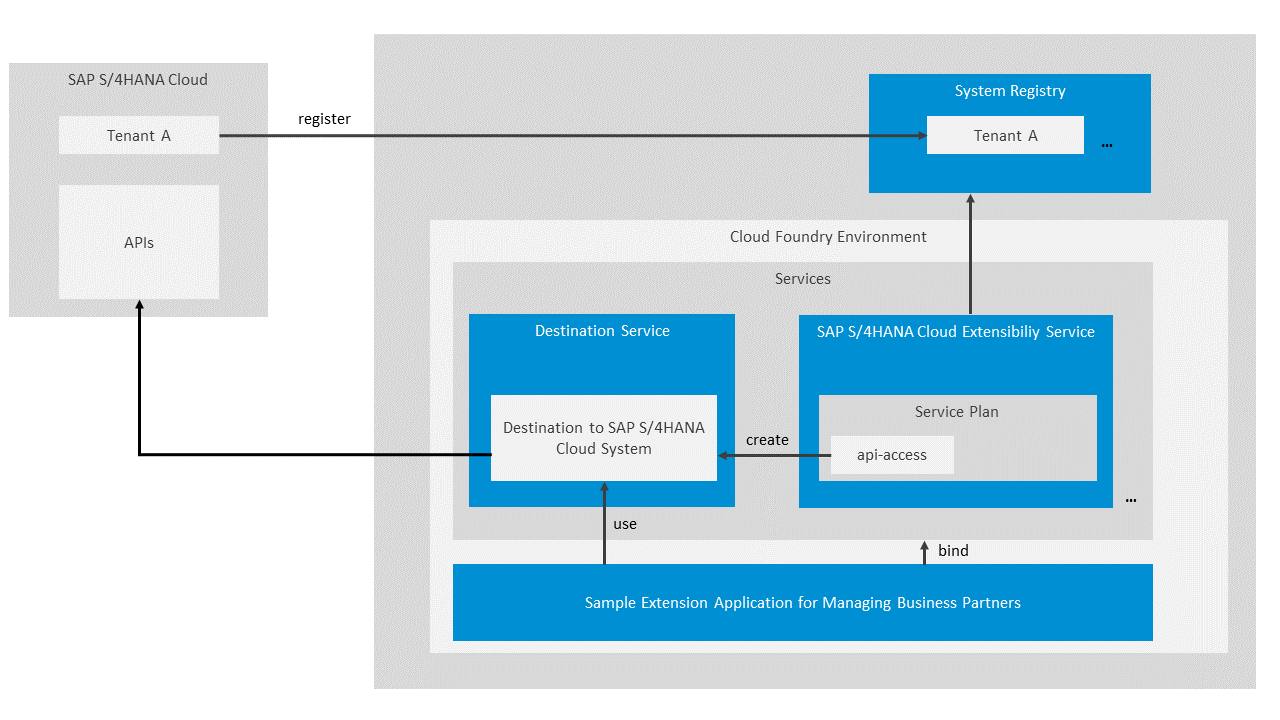 SAP S/4HANA Cloud
Tenant A
APIs
register
System Registry
Tenant A
...
Cloud Foundry Environment
Services
Destination Service
Destination to SAP S/4HANA
Cloud System
create
SAP S/4HANA Cloud Extensibiliy Service
Service Plan
api-access
...
use
bind
Sample Extension Application for Managing Business Partners